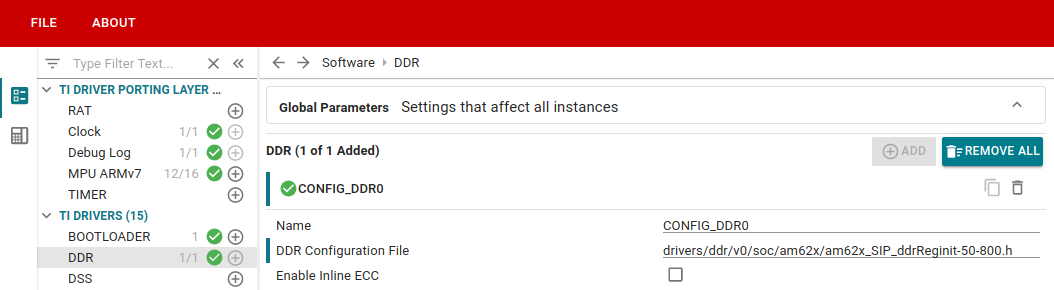 FILE ABOUT
Type Filter Text...
TI DRIVER PORTING LAYER ...
RAT
Clock 1/1
Debug Log 1/1
MPU ARMv7 12/16
TIMER
TI DRIVERS (15)
BOOTLOADER 1
DDR 1/1
DSS
Software DDR
Global Parameters Settings that affect all instances
DDR (1 of 1 Added) ADD REMOVE ALL
CONFIG_DDR0
Name CONFIG_DDR0
DDR Configuration File drivers/ddr/v0/soc/am62x/am62x_SIP_ddrReginit-50-800.h
Enable Inline ECC